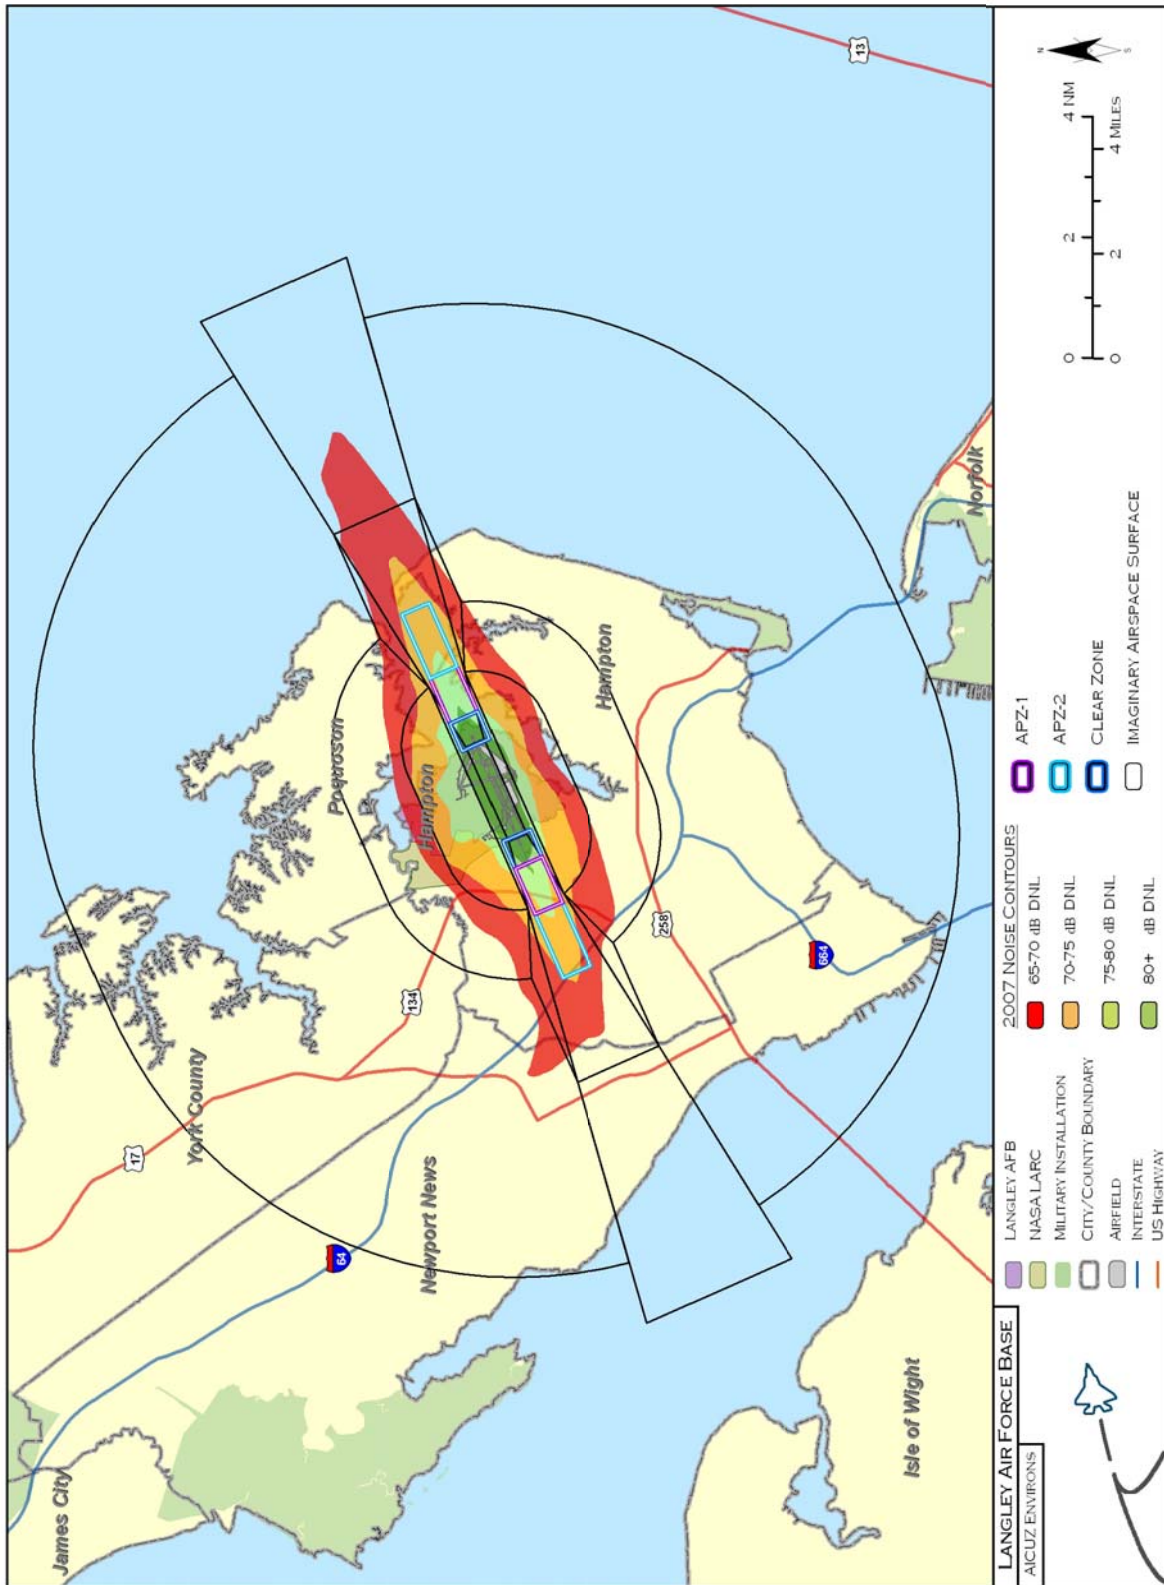 James City
64
Newport News
17
York County
134
Poquoson
Hampton
Hampton
258
664
Isle of Wight
Norfolk
13
LANGLEY AIR FORCE BASE
AICUZ ENVIRONS
LANGLEY AFB
NASA LARC
MILITARY INSTALLATION
CITY/COUNTY BOUNDARY
AIRFIELD
INTERSTATE
US HIGHWAY
2007 NOISE CONTOURS
65-70 dB DNL
70-75 dB DNL
75-80 dB DNL
80+ dB DNL
APZ-1
APZ-2
CLEAR ZONE
IMAGINARY AIRSPACE SURFACE
0 2 4 NM
0 2 4 MILES
N
S